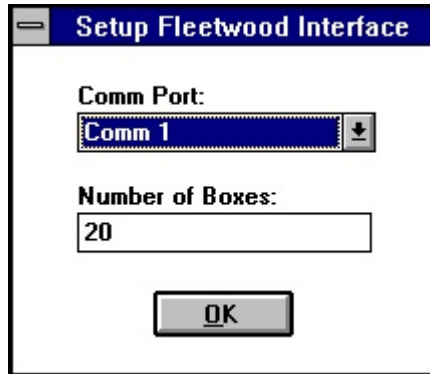 Setup Fleetwood Interface
Comm Port:
Comm 1
Number of Boxes:
20
OK